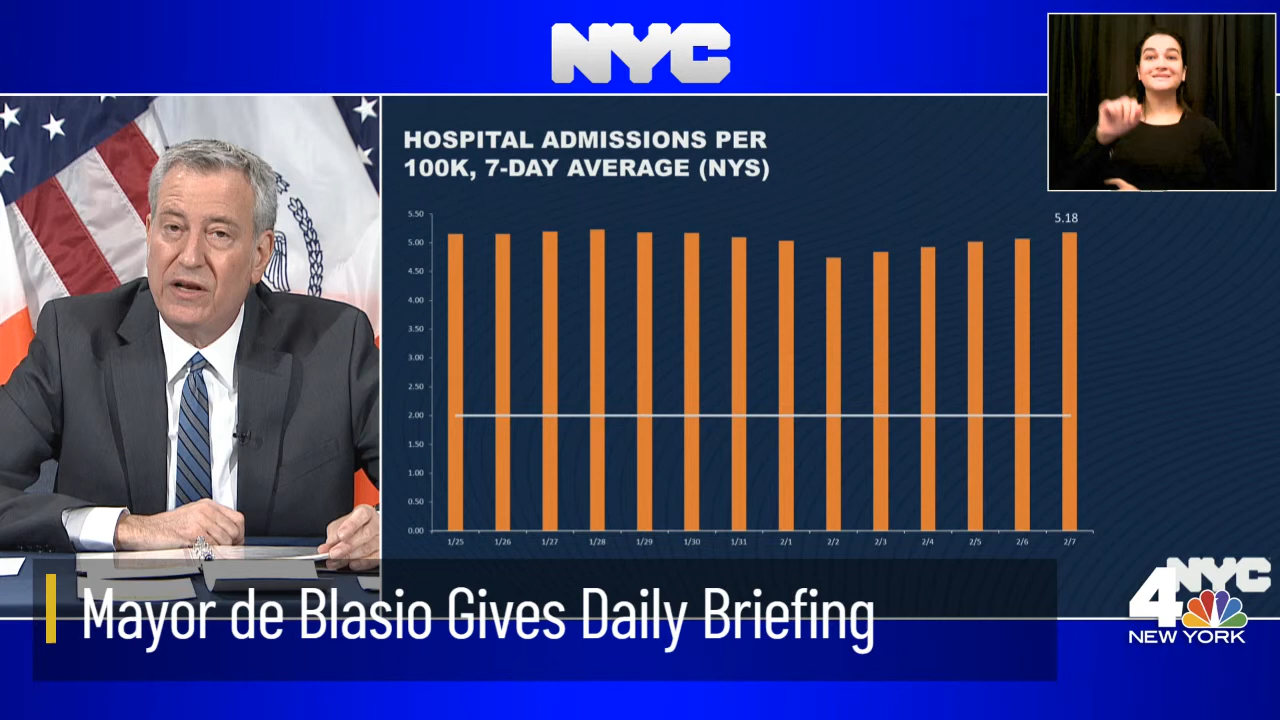 NYC
HOSPITAL ADMISSIONS PER
100K, 7-DAY AVERAGE (NYS)
5.18
5.50
5.00
4.50
4.00
3.50
3.00
2.50
2.00
1.50
1.00
0.50
0.00
1/25 1/26 1/27 1/28 1/29 1/30 1/31 2/1 2/2 2/3 2/4 2/5 2/6 2/7
Mayor de Blasio Gives Daily Briefing
NYC
4
NEW YORK